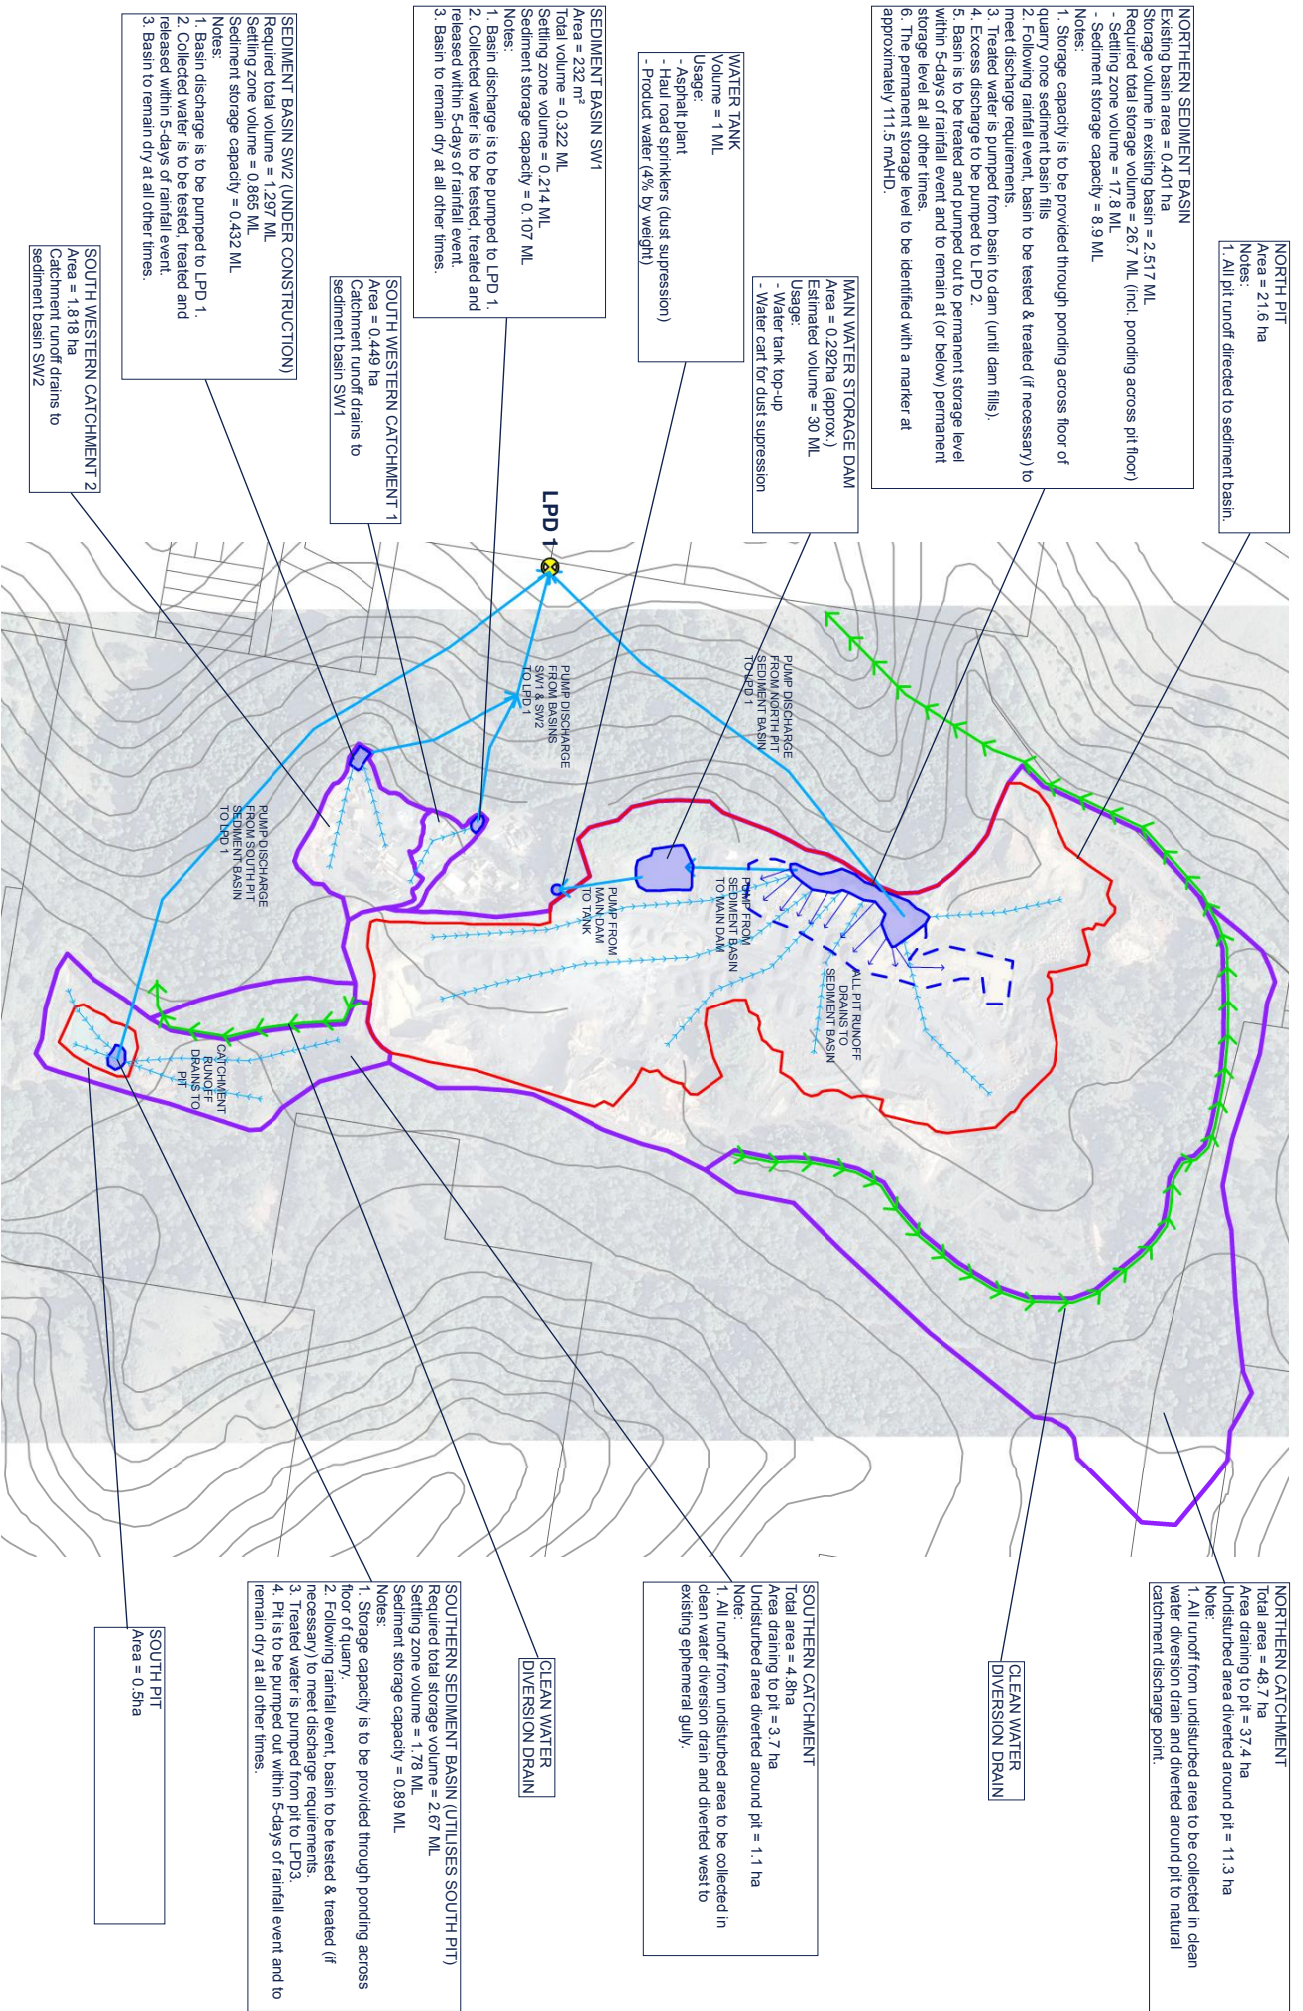 NORTH PIT
Area = 21.6 ha
Notes:
1. All pit runoff directed to sediment basin.
NORTHERN SEDIMENT BASIN
Existing basin area = 0.401 ha
Storage volume in existing basin = 2.517 ML
Required total storage volume = 26.7 ML (incl. ponding across pit floor)
- Settling zone volume = 17.8 ML
- Sediment storage capacity = 8.9 ML
Notes:
1. Storage capacity is to be provided through ponding across floor of
quarry once sediment basin fills
2. Following rainfall event, basin to be tested & treated (if necessary) to
meet discharge requirements.
3. Treated water is pumped from basin to dam (until dam fills).
4. Excess discharge to be pumped to LPD 2.
5. Basin is to be treated and pumped out to permanent storage level
within 5-days of rainfall event and to remain at (or below) permanent
storage level at all other times.
6. The permanent storage level to be identified with a marker at
approximately 111.5 mAHD.
MAIN WATER STORAGE DAM
Area = 0.292ha (approx.)
Estimated volume = 30 ML
Usage:
- Water tank top-up
- Water cart for dust supression
WATER TANK
Volume = 1 ML
Usage:
- Asphalt plant
- Haul road sprinklers (dust supression)
- Product water (4% by weight)
SEDIMENT BASIN SW1
Area = 232 m²
Total volume = 0.322 ML
Settling zone volume = 0.214 ML
Sediment storage capacity = 0.107 ML
Notes:
1. Basin discharge is to be pumped to LPD 1.
2. Collected water is to be tested, treated and
released within 5-days of rainfall event.
3. Basin to remain dry at all other times.
SOUTH WESTERN CATCHMENT 1
Area = 0.449 ha
Catchment runoff drains to
sediment basin SW1
SEDIMENT BASIN SW2 (UNDER CONSTRUCTION)
Required total volume = 1.297 ML
Settling zone volume = 0.865 ML
Sediment storage capacity = 0.432 ML
Notes:
1. Basin discharge is to be pumped to LPD 1.
2. Collected water is to be tested, treated and
released within 5-days of rainfall event.
3. Basin to remain dry at all other times.
SOUTH WESTERN CATCHMENT 2
Area = 1.818 ha
Catchment runoff drains to
sediment basin SW2
LPD 1
PUMP DISCHARGE
FROM NORTH PIT
SEDIMENT BASIN
TO LPD 1
PUMP DISCHARGE
FROM BASINS
SW1 & SW2
TO LPD 1
PUMP DISCHARGE
FROM SOUTH PIT
SEDIMENT BASIN
TO LPD 1
ALL PIT RUNOFF
DRAINS TO
SEDIMENT BASIN
PUMP FROM
SEDIMENT BASIN
TO MAIN DAM
PUMP FROM
MAIN DAM
TO TANK
CATCHMENT
RUNOFF
DRAINS TO
PIT
NORTHERN CATCHMENT
Total area = 48.7 ha
Area draining to pit = 37.4 ha
Undisturbed area diverted around pit = 11.3 ha
Note:
1. All runoff from undisturbed area to be collected in clean
water diversion drain and diverted around pit to natural
catchment discharge point.
CLEAN WATER
DIVERSION DRAIN
SOUTHERN CATCHMENT
Total area = 4.8ha
Area draining to pit = 3.7 ha
Undisturbed area diverted around pit = 1.1 ha
Note:
1. All runoff from undisturbed area to be collected in
clean water diversion drain and diverted west to
existing ephemeral gully.
CLEAN WATER
DIVERSION DRAIN
SOUTHERN SEDIMENT BASIN (UTILISES SOUTH PIT)
Required total storage volume = 2.67 ML
Settling zone volume = 1.78 ML
Sediment storage capacity = 0.89 ML
Notes:
1. Storage capacity is to be provided through ponding across
floor of quarry.
2. Following rainfall event, basin to be tested & treated (if
necessary) to meet discharge requirements.
3. Treated water is pumped from pit to LPD3.
4. Pit is to be pumped out within 5-days of rainfall event and to
remain dry at all other times.
SOUTH PIT
Area = 0.5ha